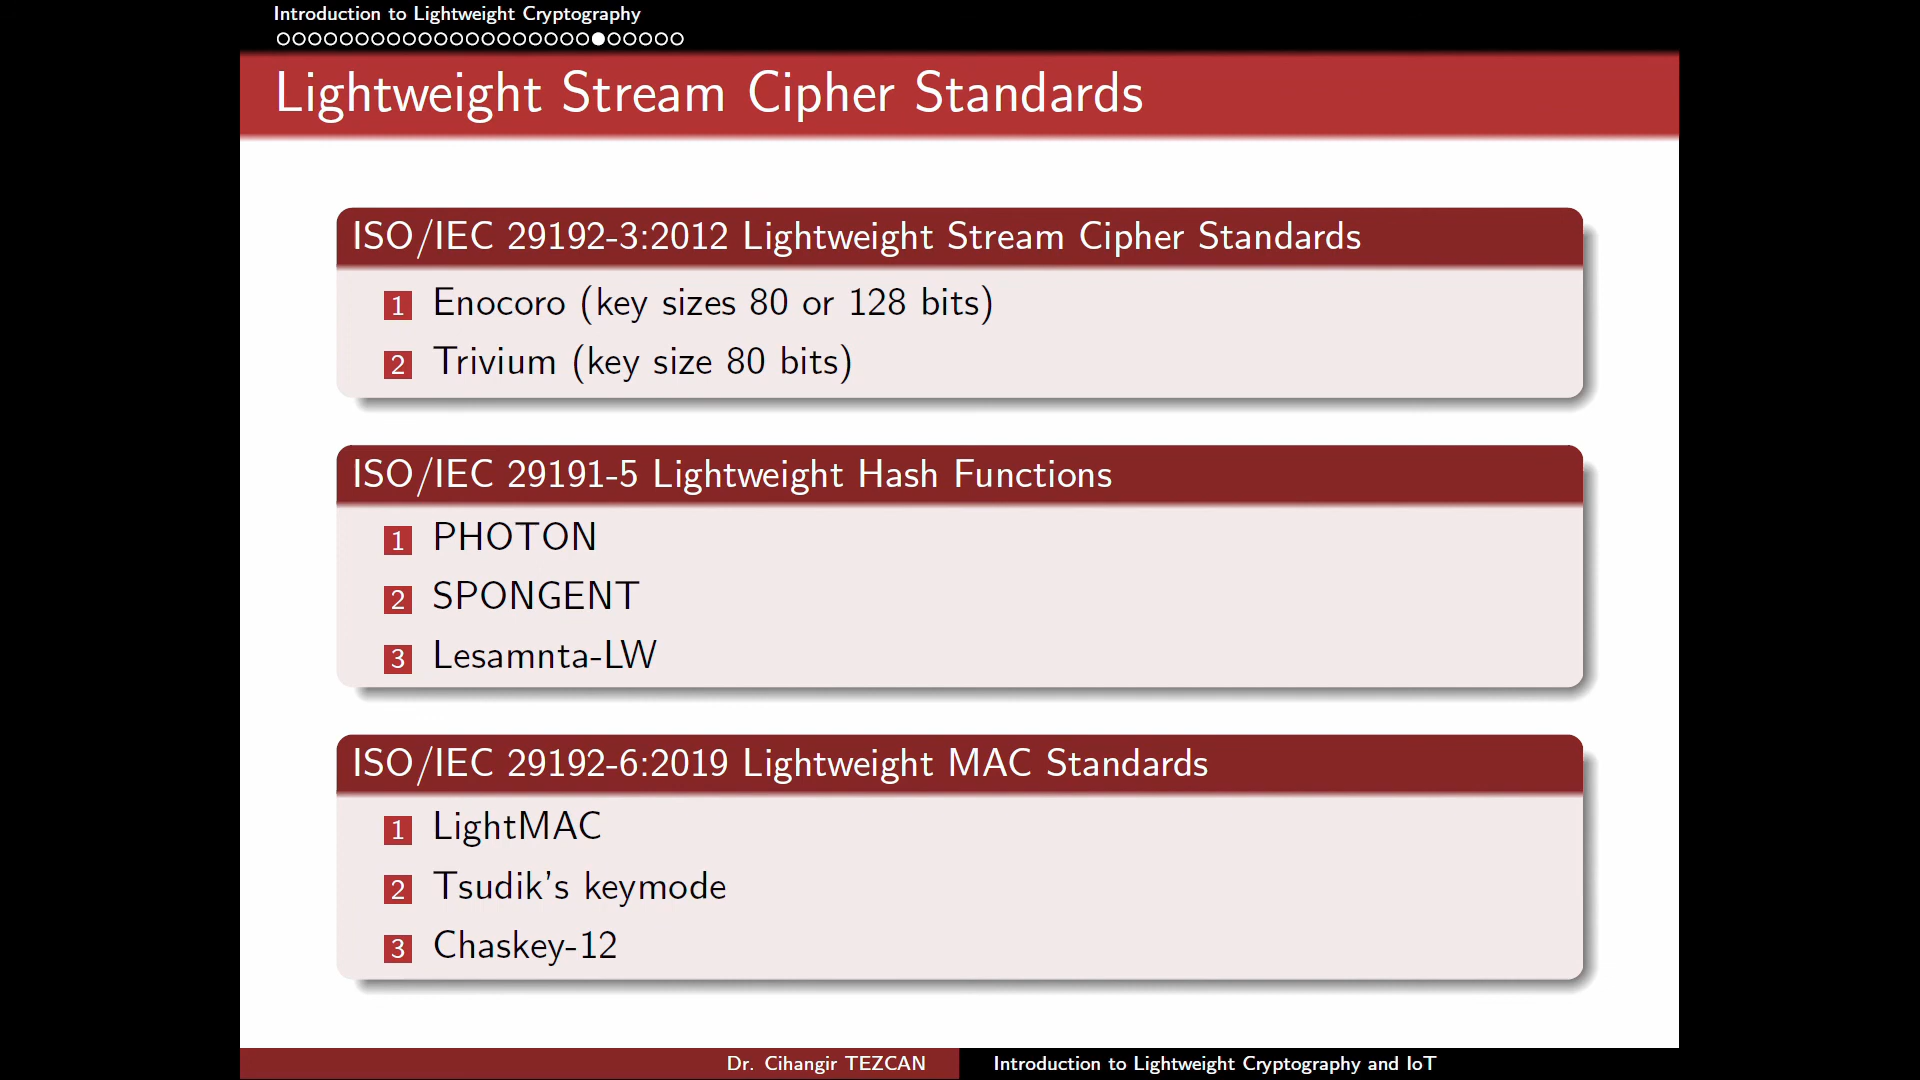 Introduction to Lightweight Cryptography
Lightweight Stream Cipher Standards
ISO/IEC 29192-3:2012 Lightweight Stream Cipher Standards
1 Enocoro (key sizes 80 or 128 bits)
2 Trivium (key size 80 bits)
ISO/IEC 29191-5 Lightweight Hash Functions
1 PHOTON
2 SPONGENT
3 Lesamnta-LW
ISO/IEC 29192-6:2019 Lightweight MAC Standards
1 LightMAC
2 Tsudik's keymode
3 Chaskey-12
Dr. Cihangir TEZCAN Introduction to Lightweight Cryptography and IoT